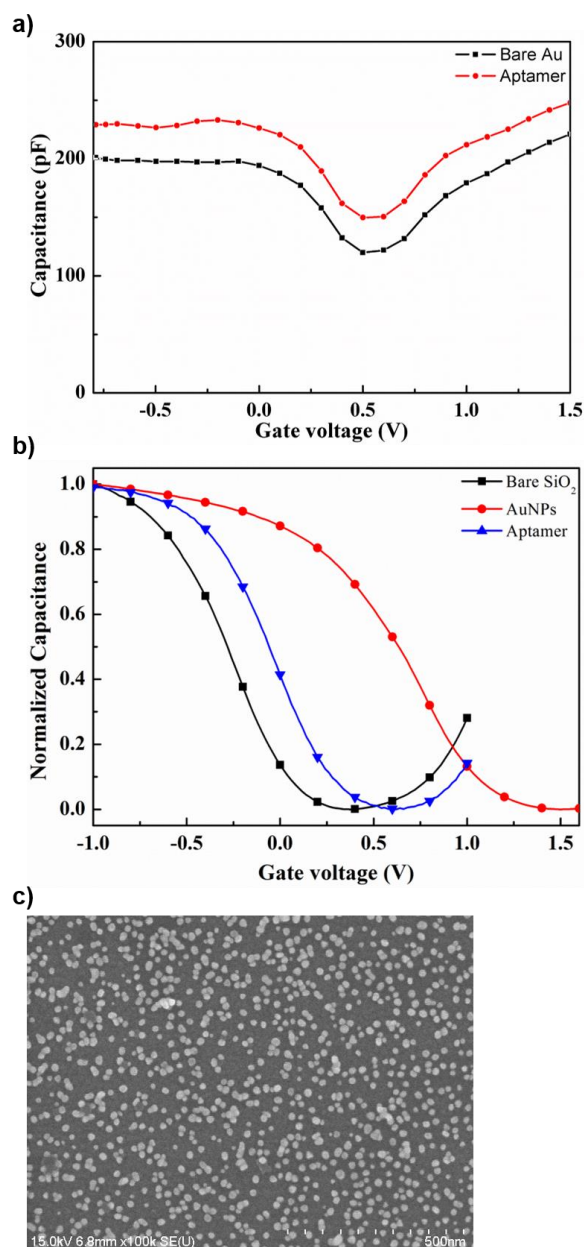 a)
300
200
100
0
-0.5
0.0
0.5
1.0
1.5
Capacitance (pF)
Gate voltage (V)
Bare Au
Aptamer
b)
1.0
0.8
0.6
0.4
0.2
0.0
-1.0
-0.5
0.0
0.5
1.0
1.5
Normalized Capacitance
Gate voltage (V)
Bare SiO₂
AuNPs
Aptamer
c)
15.0kV 6.8mm x100k SE(U)
500nm